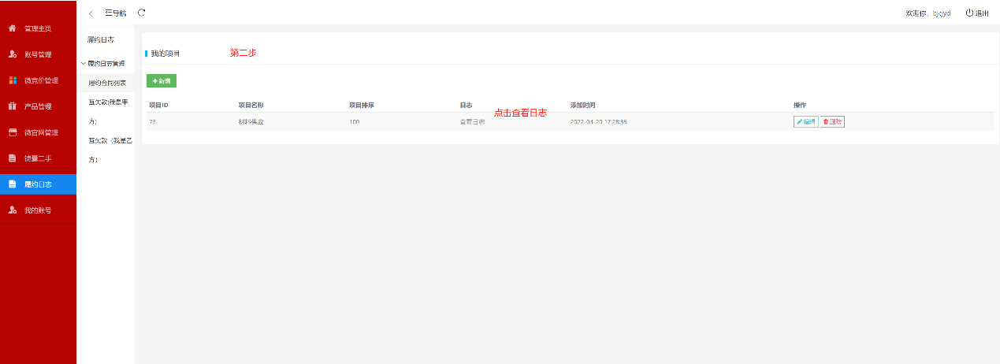 导航
欢迎你，bjcjyd
退出
管理主页
账号管理
微竞价管理
产品管理
微官网管理
锦囊二手
履约日志
我的账号
履约日志
履约日志管理
履约合同列表
互欠款(我是甲
方）
互欠款（我是乙
方）
我的项目
第二步
新增
项目ID 项目名称 项目排序 日志 添加时间 操作
点击查看日志
73 材料供应 100 查看日志 2022-04-20 17:28:35 编辑 删除